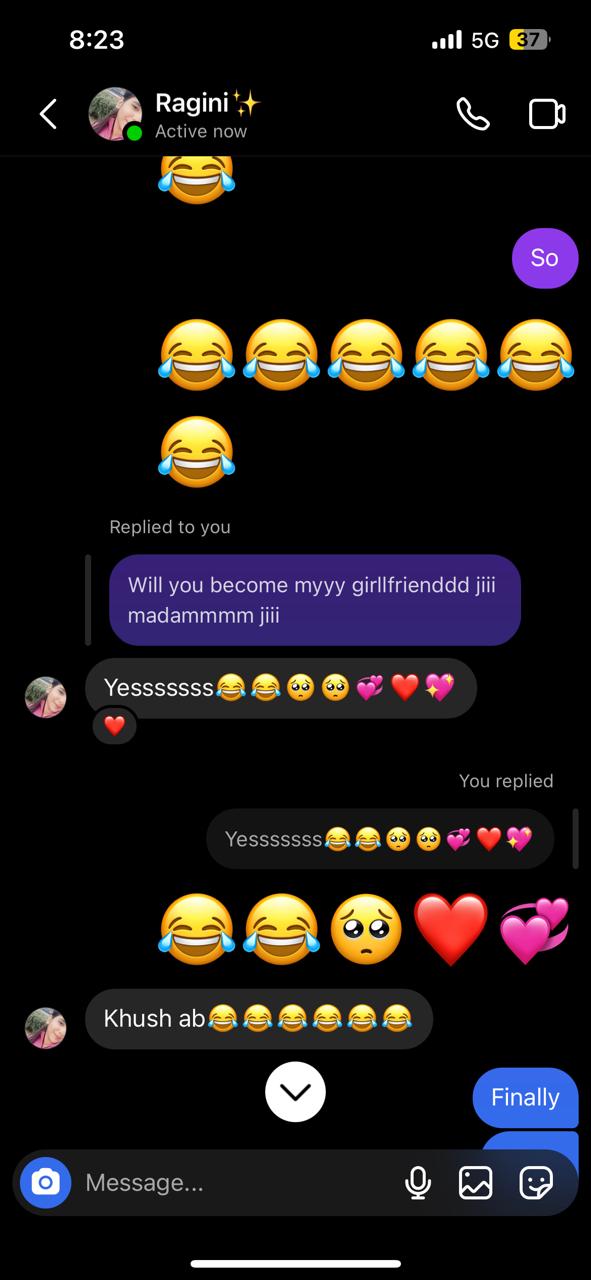 8:23
5G
37
Ragini✨
Active now
😂
So
😂😂😂😂😂
😂
Replied to you
Will you become myyy girllfrienddd jiii
madammmm jiii
Yesssssss😂😂🥺🥺💞❤️💖
❤️
You replied
Yesssssss😂😂🥺🥺💞❤️💖
😂😂🥺❤️💞
Khush ab😂😂😂😂😂😂
Finally
Message...